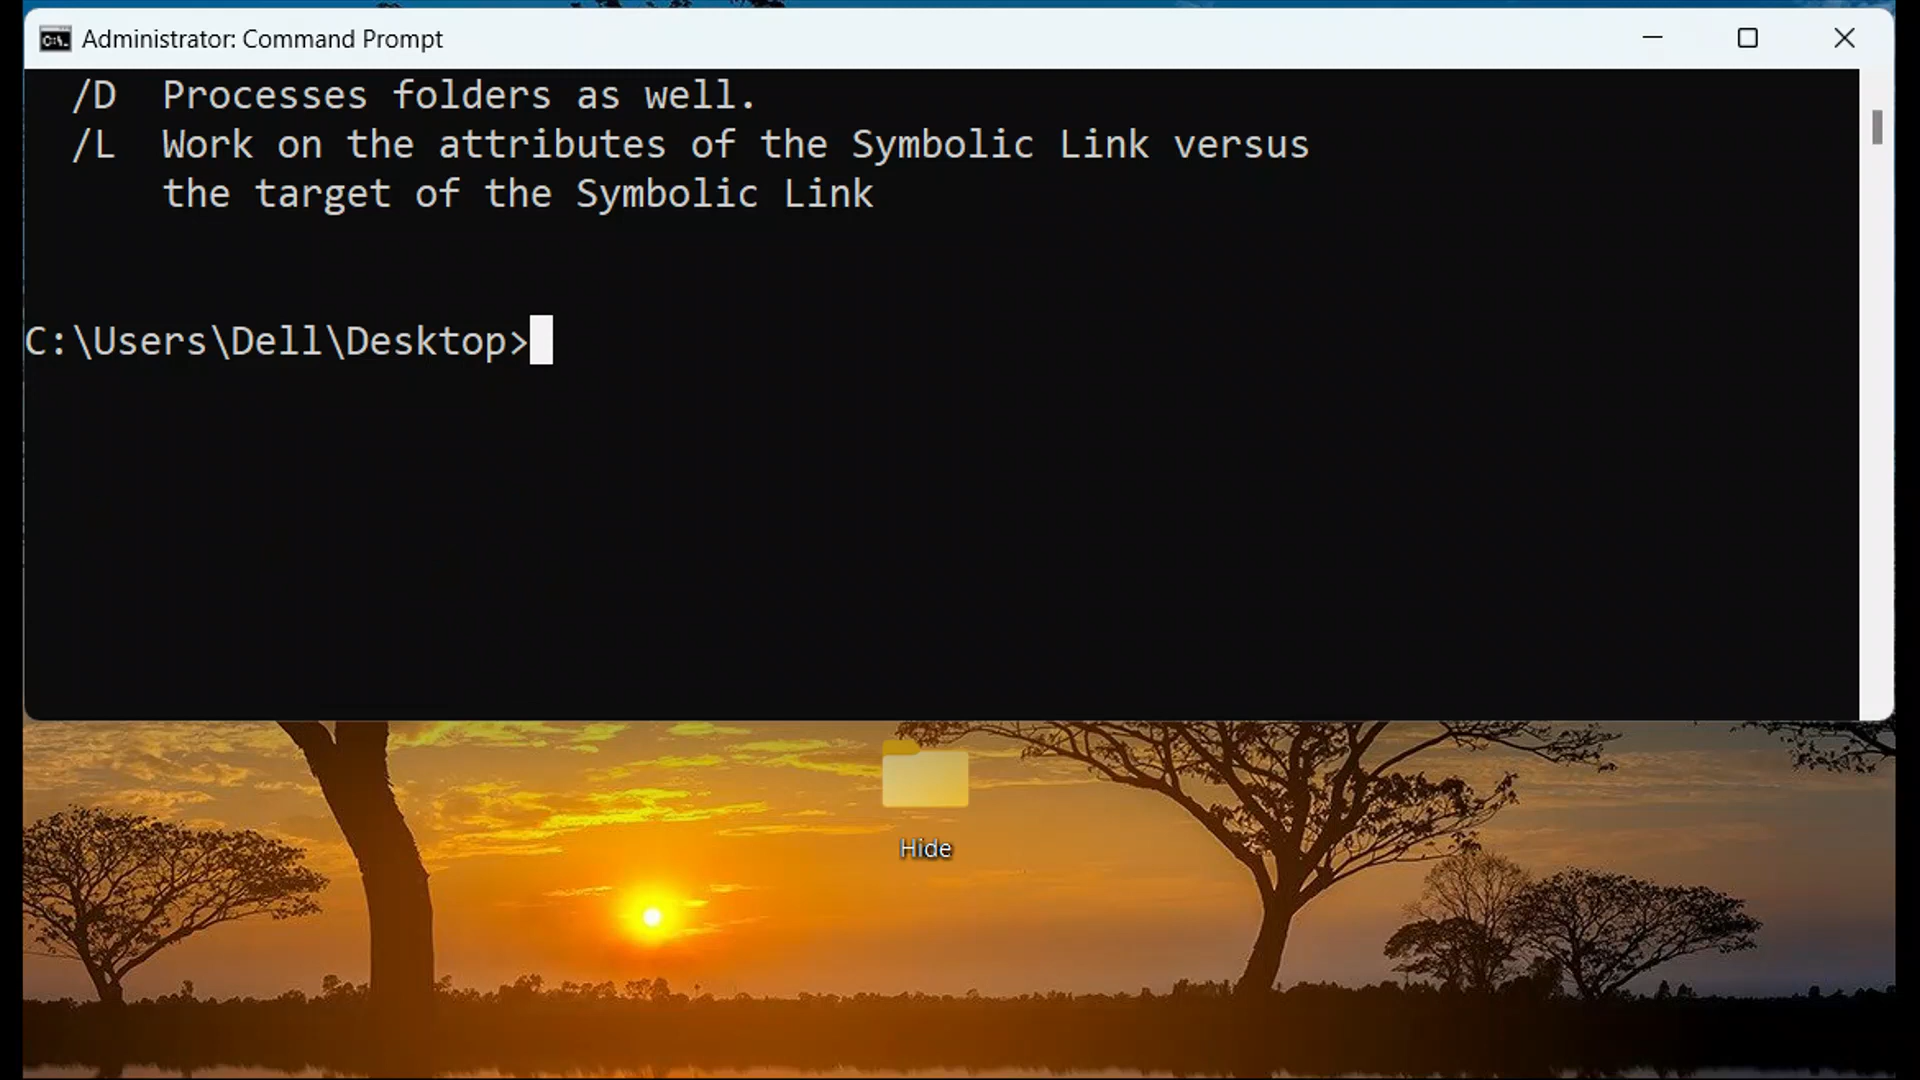 Administrator: Command Prompt
/D Processes folders as well.
/L Work on the attributes of the Symbolic Link versus
the target of the Symbolic Link
C:\Users\Dell\Desktop>
Hide